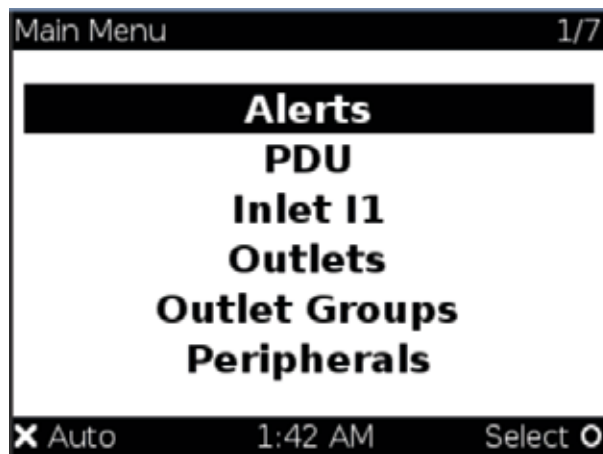 Main Menu 1/7
Alerts
PDU
Inlet I1
Outlets
Outlet Groups
Peripherals
X Auto 1:42 AM Select O